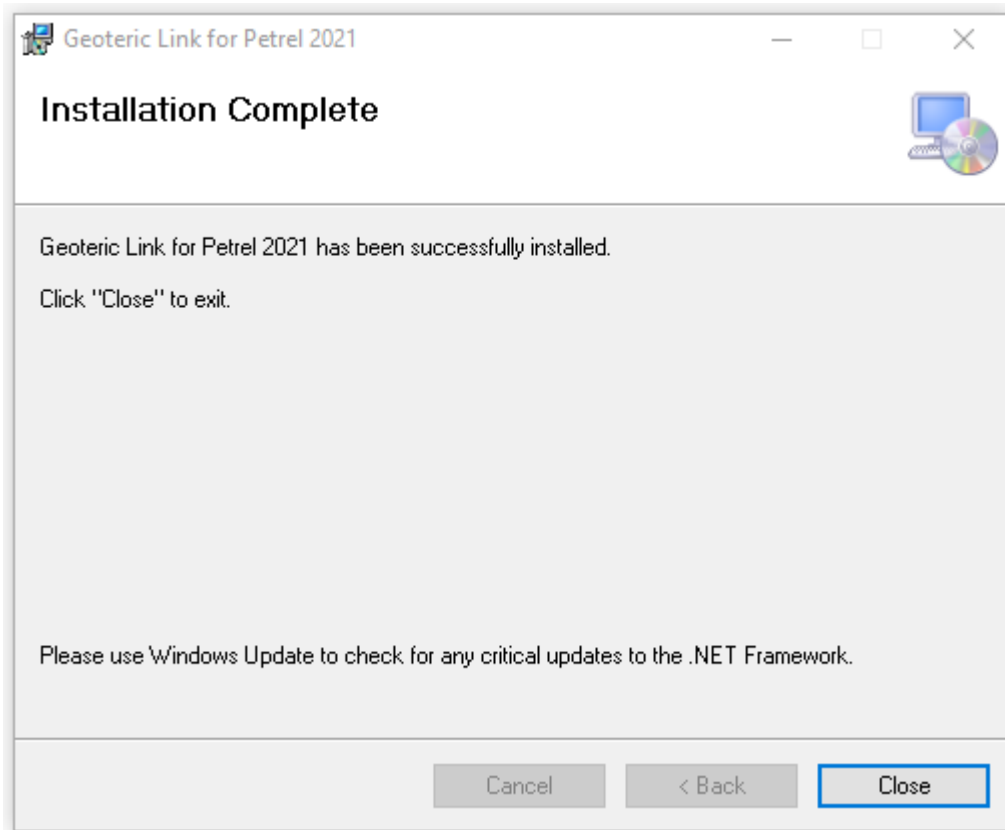 Geoteric Link for Petrel 2021
Installation Complete
Geoteric Link for Petrel 2021 has been successfully installed.
Click "Close" to exit.
Please use Windows Update to check for any critical updates to the .NET Framework.
Cancel
< Back
Close